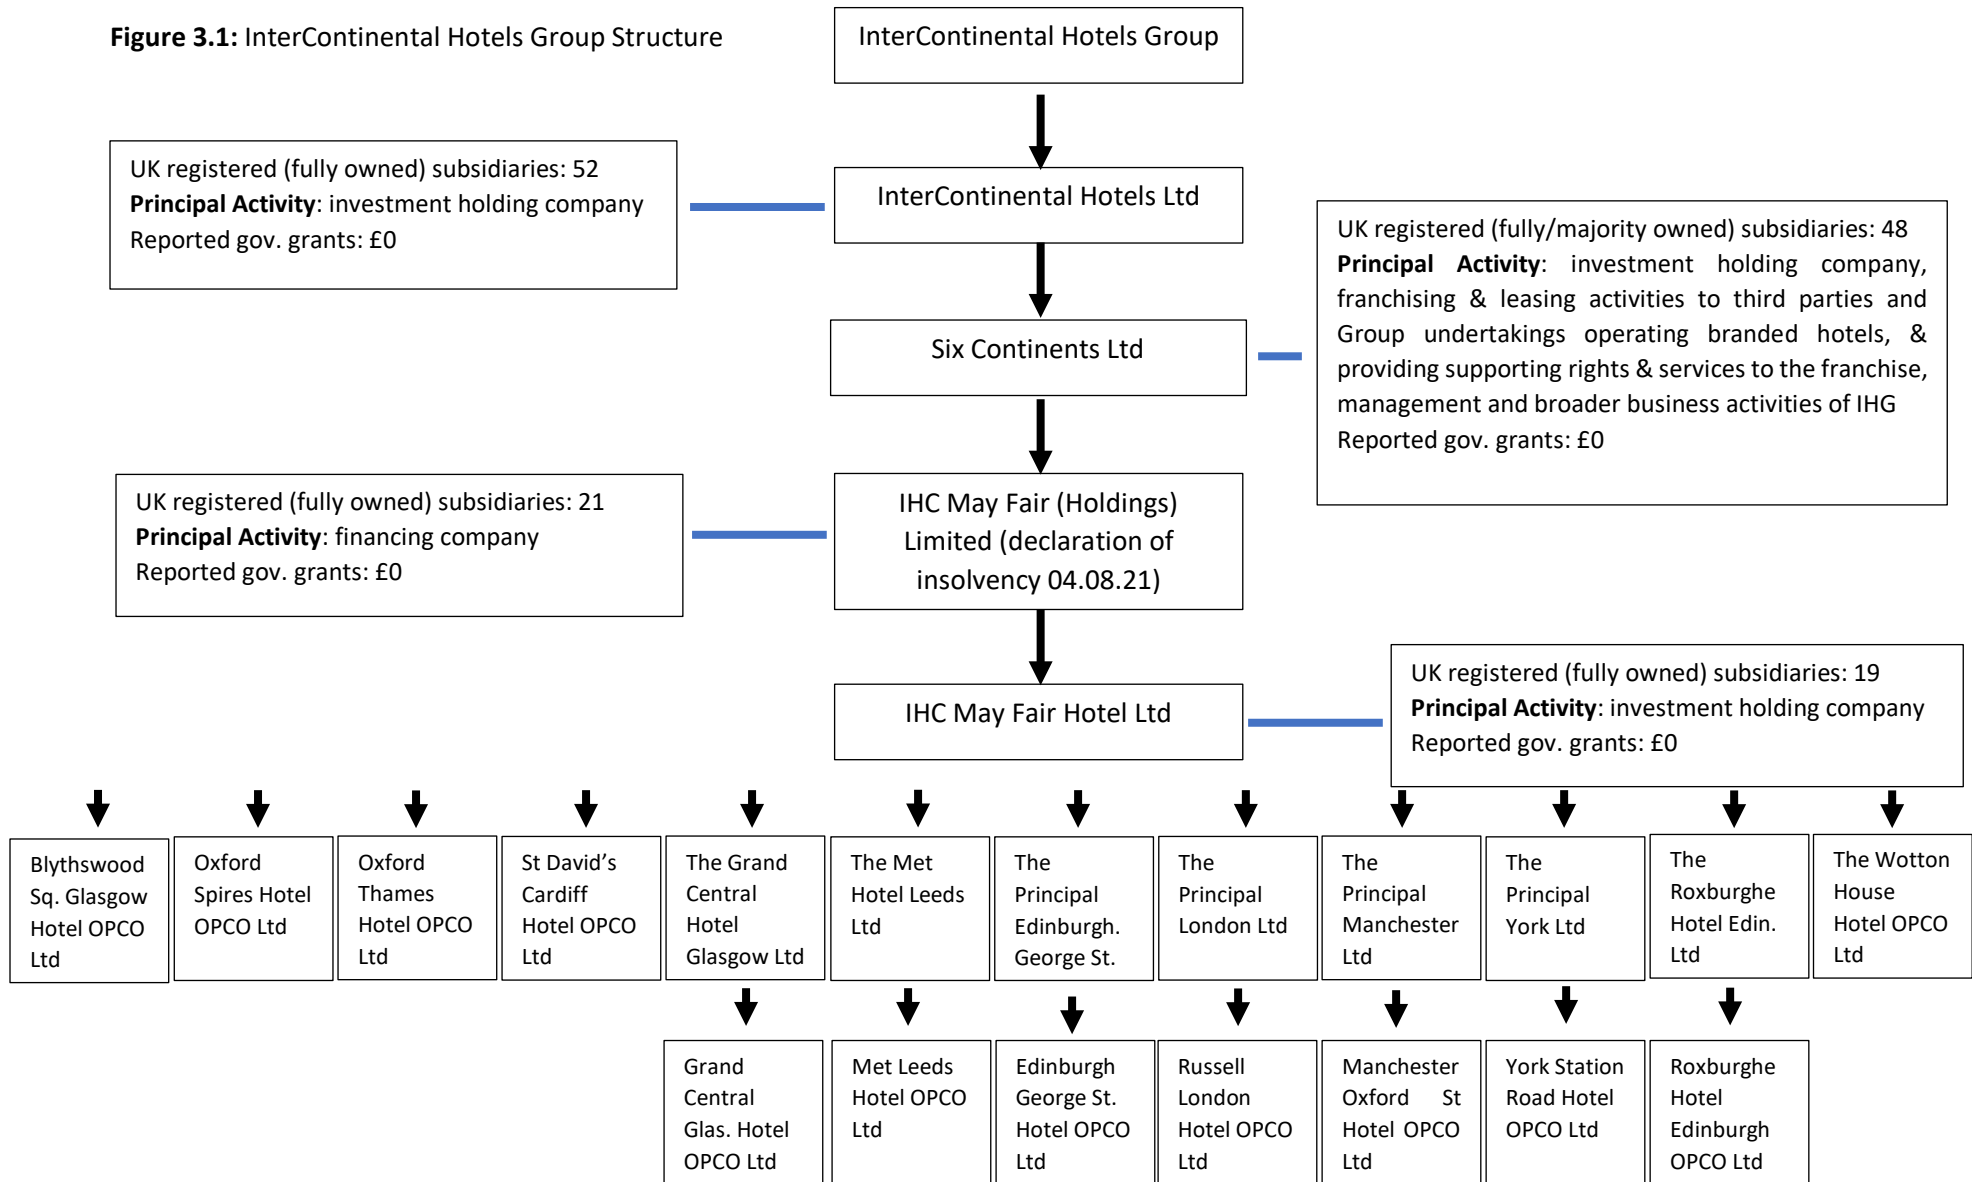 Figure 3.1: InterContinental Hotels Group Structure
InterContinental Hotels Group
UK registered (fully owned) subsidiaries: 52
Principal Activity: investment holding company
Reported gov. grants: £0
InterContinental Hotels Ltd
UK registered (fully/majority owned) subsidiaries: 48
Principal Activity: investment holding company,
franchising & leasing activities to third parties and
Group undertakings operating branded hotels, &
providing supporting rights & services to the franchise,
management and broader business activities of IHG
Reported gov. grants: £0
Six Continents Ltd
UK registered (fully owned) subsidiaries: 21
Principal Activity: financing company
Reported gov. grants: £0
IHC May Fair (Holdings)
Limited (declaration of
insolvency 04.08.21)
UK registered (fully owned) subsidiaries: 19
Principal Activity: investment holding company
Reported gov. grants: £0
IHC May Fair Hotel Ltd
Blythswood
Sq. Glasgow
Hotel OPCO
Ltd
Oxford
Spires Hotel
OPCO Ltd
Oxford
Thames
Hotel OPCO
Ltd
St David’s
Cardiff
Hotel OPCO
Ltd
The Grand
Central
Hotel
Glasgow Ltd
The Met
Hotel Leeds
Ltd
The
Principal
Edinburgh.
George St.
The
Principal
London Ltd
The
Principal
Manchester
Ltd
The
Principal
York Ltd
The
Roxburghe
Hotel Edin.
Ltd
The Wotton
House
Hotel OPCO
Ltd
Grand
Central
Glas. Hotel
OPCO Ltd
Met Leeds
Hotel OPCO
Ltd
Edinburgh
George St.
Hotel OPCO
Ltd
Russell
London
Hotel OPCO
Ltd
Manchester
Oxford St
Hotel OPCO
Ltd
York Station
Road Hotel
OPCO Ltd
Roxburghe
Hotel
Edinburgh
OPCO Ltd